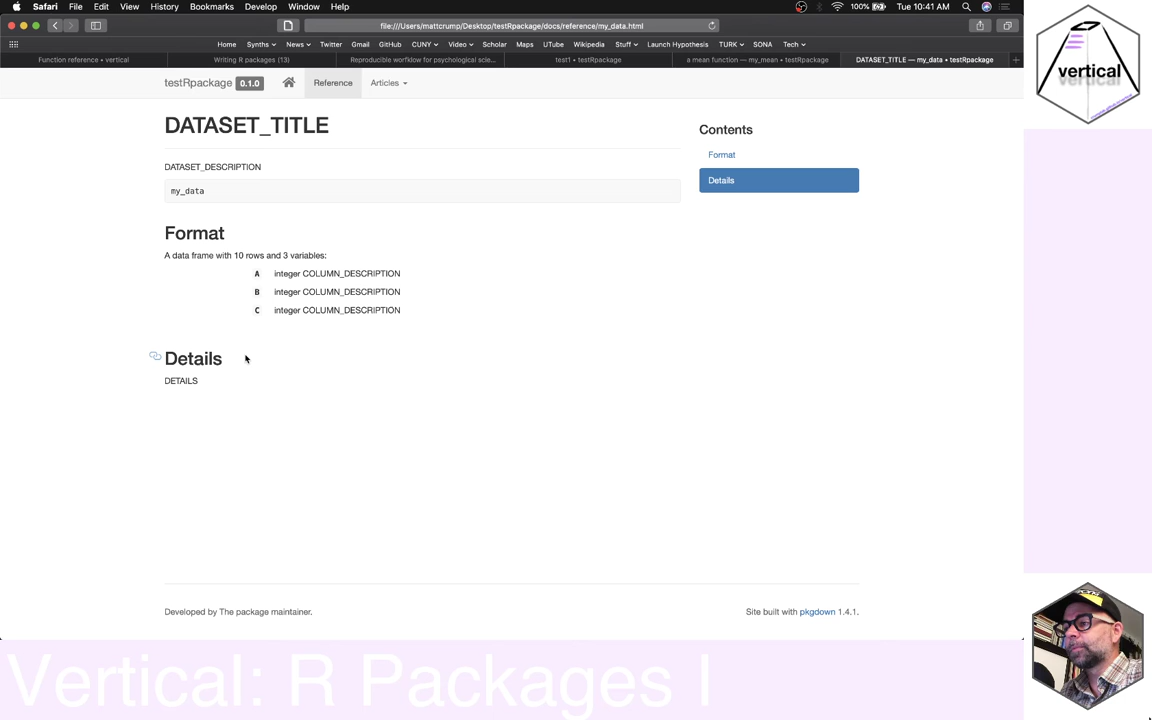 Safari File Edit View History Bookmarks Develop Window Help 100% Tue 10:41 AM
file:///Users/mattcrump/Desktop/testRpackage/docs/reference/my_data.html
Home Synths News Twitter Gmail GitHub CUNY Video Scholar Maps UTube Wikipedia Stuff Launch Hypothesis TURK SONA Tech
Function reference • vertical Writing R packages (13) Reproducible worfklow for psychological scie... test1 • testRpackage a mean function — my_mean • testRpackage DATASET_TITLE — my_data • testRpackage
testRpackage 0.1.0 Reference Articles
DATASET_TITLE
DATASET_DESCRIPTION
my_data
Format
A data frame with 10 rows and 3 variables:
A integer COLUMN_DESCRIPTION
B integer COLUMN_DESCRIPTION
C integer COLUMN_DESCRIPTION
Details
DETAILS
Contents
Format
Details
Developed by The package maintainer.
Site built with pkgdown 1.4.1.
vertical
Vertical: R Packages I